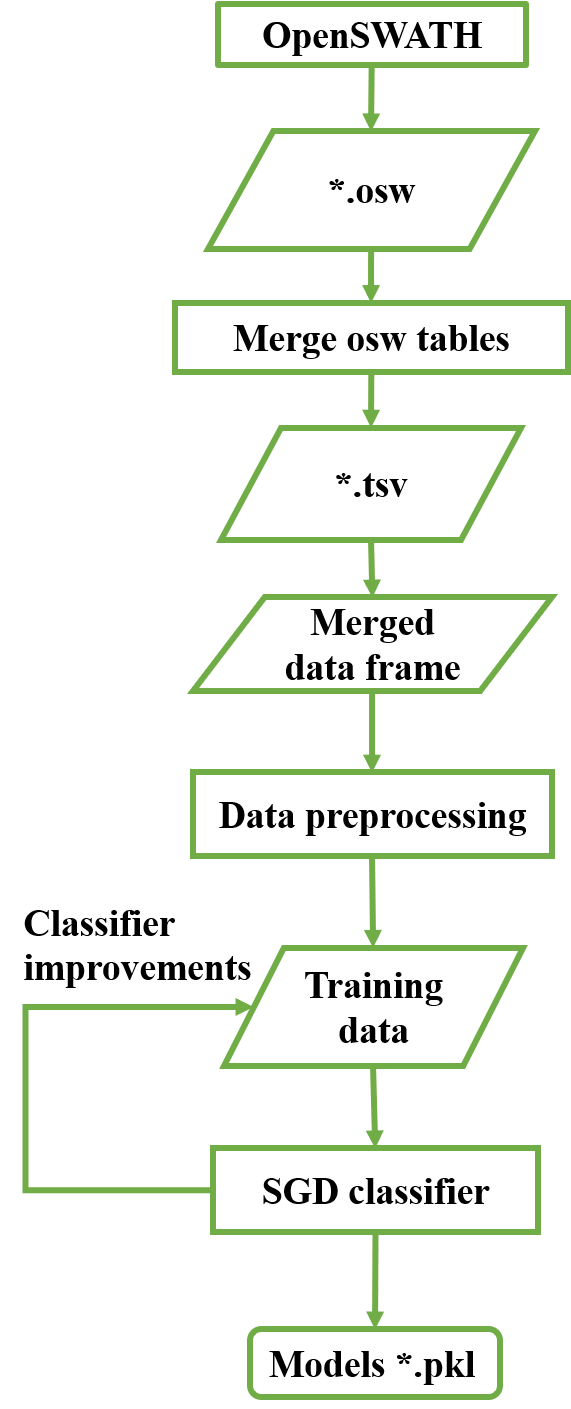 OpenSWATH
*.osw
Merge osw tables
*.tsv
Merged
data frame
Data preprocessing
Classifier
improvements
Training
data
SGD classifier
Models *.pkl